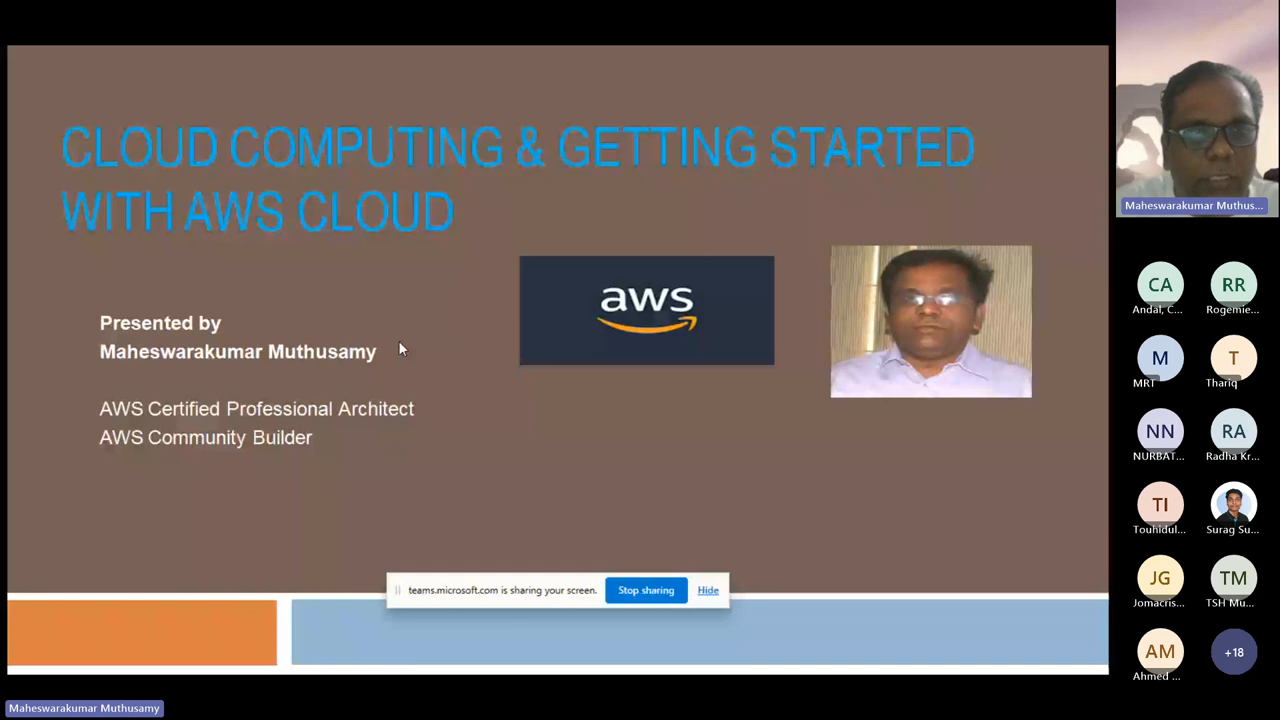 CLOUD COMPUTING & GETTING STARTED
WITH AWS CLOUD
Presented by
Maheswarakumar Muthusamy
AWS Certified Professional Architect
AWS Community Builder
aws
teams.microsoft.com is sharing your screen.
Stop sharing
Hide
Maheswarakumar Muthus...
CA
Andal, C...
RR
Rogemie...
M
MRT
T
Thariq
NN
NURBAT...
RA
Radha Kr...
TI
Touhidul...
Surag Su...
JG
Jomacris...
TM
TSH Mu...
AM
Ahmed ...
+18
Maheswarakumar Muthusamy